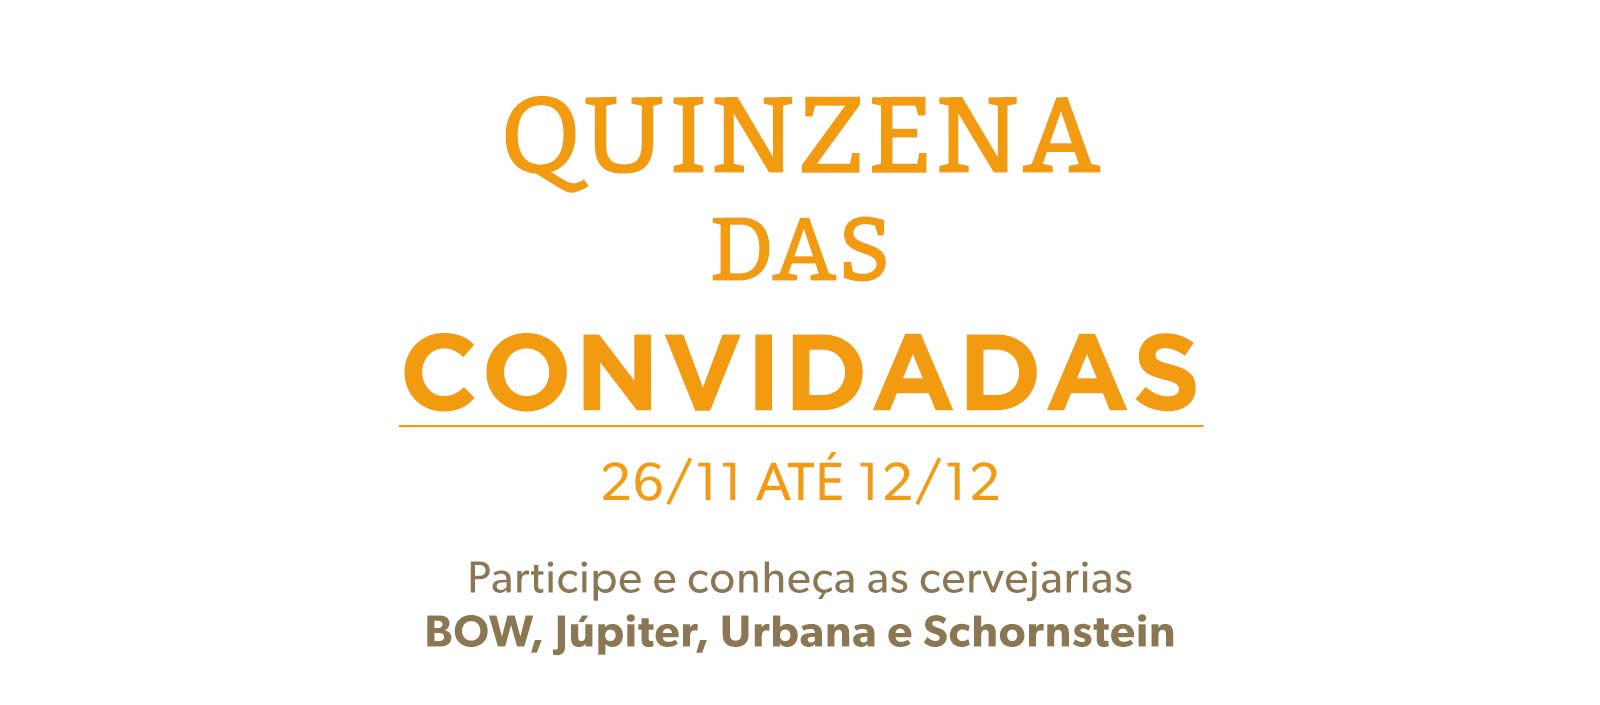 QUINZENA
DAS
CONVIDADAS
26/11 ATÉ 12/12
Participe e conheça as cervejarias
BOW, Júpiter, Urbana e Schornstein